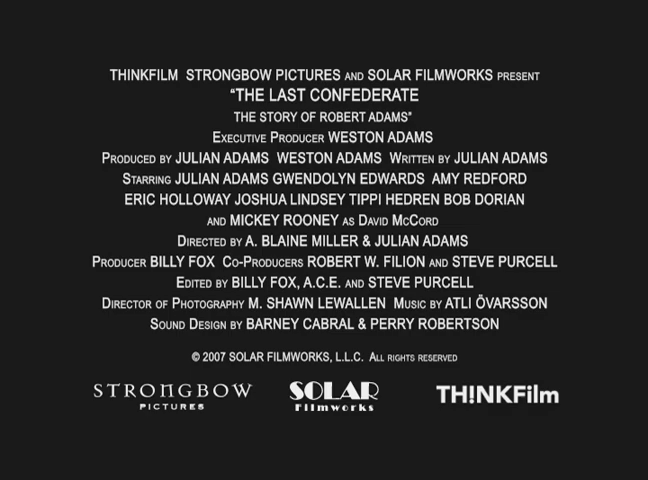 THINKFILM STRONGBOW PICTURES AND SOLAR FILMWORKS PRESENT
"THE LAST CONFEDERATE
THE STORY OF ROBERT ADAMS"
EXECUTIVE PRODUCER WESTON ADAMS
PRODUCED BY JULIAN ADAMS WESTON ADAMS WRITTEN BY JULIAN ADAMS
STARRING JULIAN ADAMS GWENDOLYN EDWARDS AMY REDFORD
ERIC HOLLOWAY JOSHUA LINDSEY TIPPI HEDREN BOB DORIAN
AND MICKEY ROONEY AS DAVID MCCORD
DIRECTED BY A. BLAINE MILLER & JULIAN ADAMS
PRODUCER BILLY FOX CO-PRODUCERS ROBERT W. FILION AND STEVE PURCELL
EDITED BY BILLY FOX, A.C.E. AND STEVE PURCELL
DIRECTOR OF PHOTOGRAPHY M. SHAWN LEWALLEN MUSIC BY ATLI ÖVARSSON
SOUND DESIGN BY BARNEY CABRAL & PERRY ROBERTSON
© 2007 SOLAR FILMWORKS, L.L.C. ALL RIGHTS RESERVED
STRONGBOW PICTURES
SOLAR Filmworks
TH!NKFilm